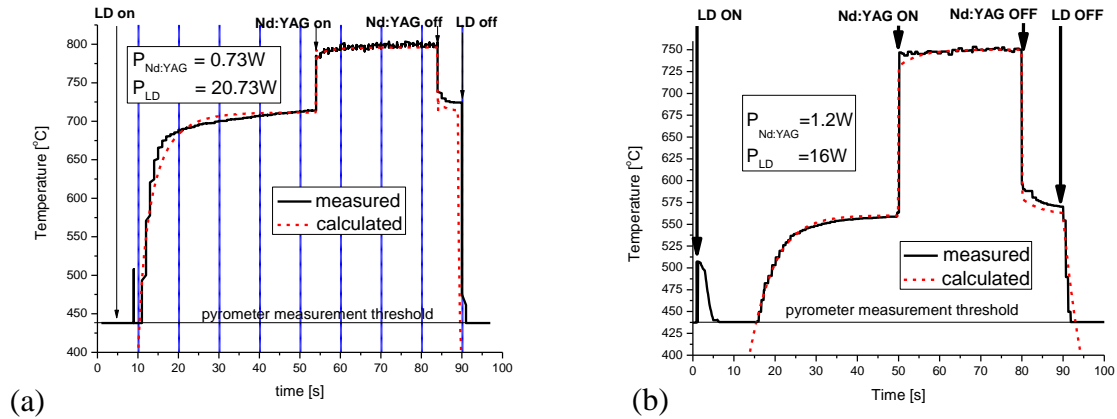 LD on
Nd:YAG on
Nd:YAG off
LD off
P Nd:YAG = 0.73W
P LD = 20.73W
measured
calculated
pyrometer measurement threshold
Temperature [°C]
800
750
700
650
600
550
500
450
400
0 10 20 30 40 50 60 70 80 90 100
time [s]
(a)
LD ON
Nd:YAG ON
Nd:YAG OFF
LD OFF
P Nd:YAG =1.2W
P LD =16W
measured
calculated
pyrometer measurement threshold
Temperature [°C]
750
725
700
675
650
625
600
575
550
525
500
475
450
425
400
0 10 20 30 40 50 60 70 80 90 100
Time [s]
(b)